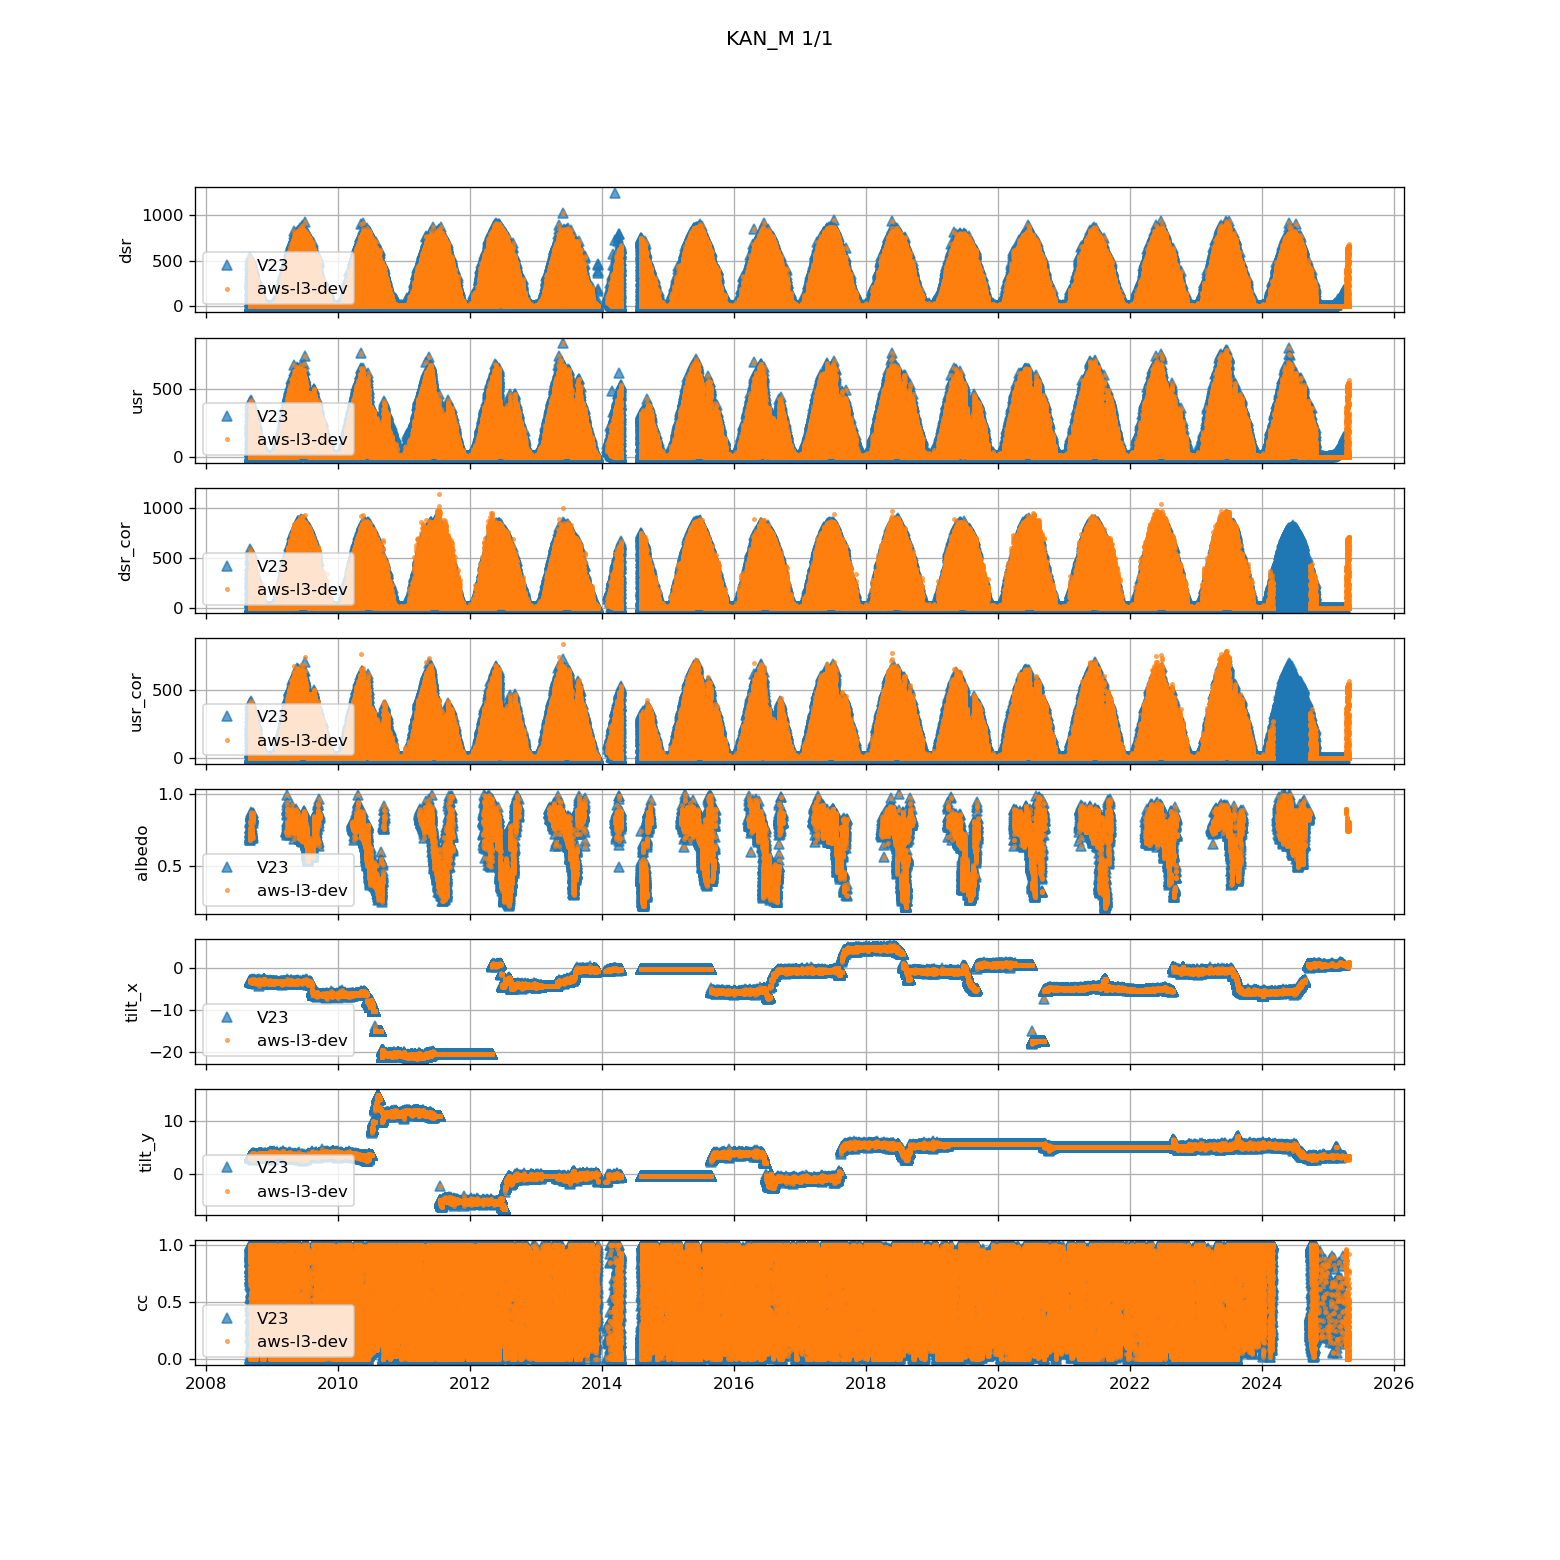 KAN_M 1/1
dsr
1000
500
0
V23
aws-l3-dev
usr
500
0
V23
aws-l3-dev
dsr_cor
1000
500
0
V23
aws-l3-dev
usr_cor
500
0
V23
aws-l3-dev
albedo
1.0
0.5
V23
aws-l3-dev
tilt_x
0
−10
−20
V23
aws-l3-dev
tilt_y
10
0
V23
aws-l3-dev
cc
1.0
0.5
0.0
V23
aws-l3-dev
2008 2010 2012 2014 2016 2018 2020 2022 2024 2026